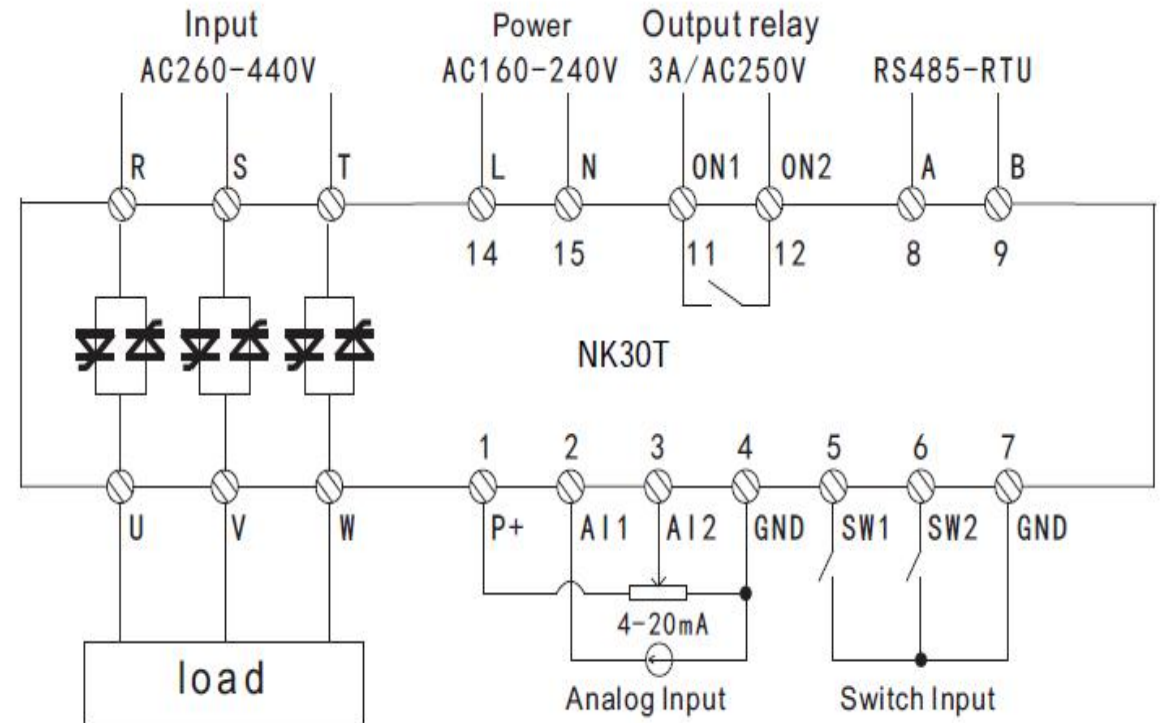 Input Power Output relay
AC260-440V AC160-240V 3A/AC250V RS485-RTU
R S T L N ON1 ON2 A B
14 15 11 12 8 9
NK30T
1 2 3 4 5 6 7
U V W P+ AI1 AI2 GND SW1 SW2 GND
4-20mA
load
Analog Input Switch Input